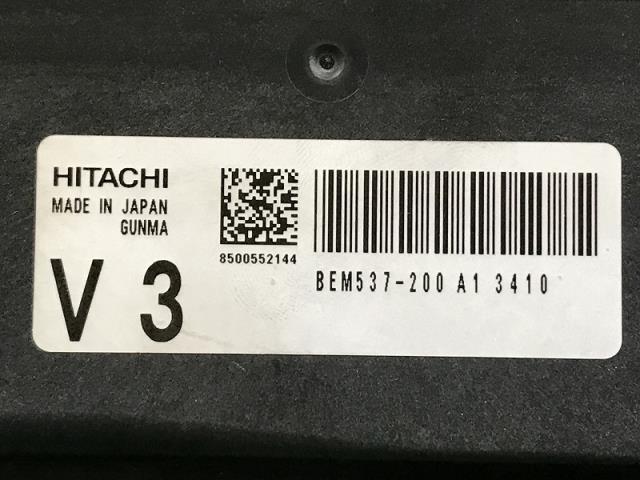 HITACHI
MADE IN JAPAN
GUNMA
V 3
8500552144
BEM537-200 A1 3410